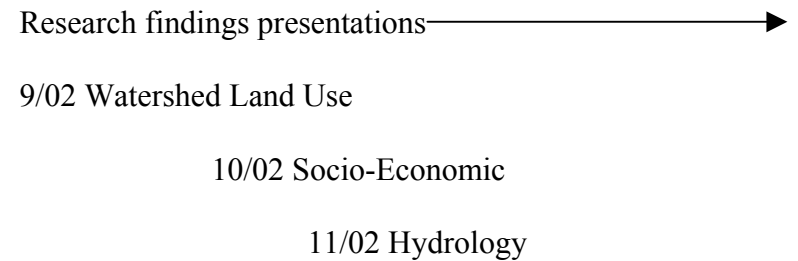 Research findings presentations
9/02 Watershed Land Use
10/02 Socio-Economic
11/02 Hydrology